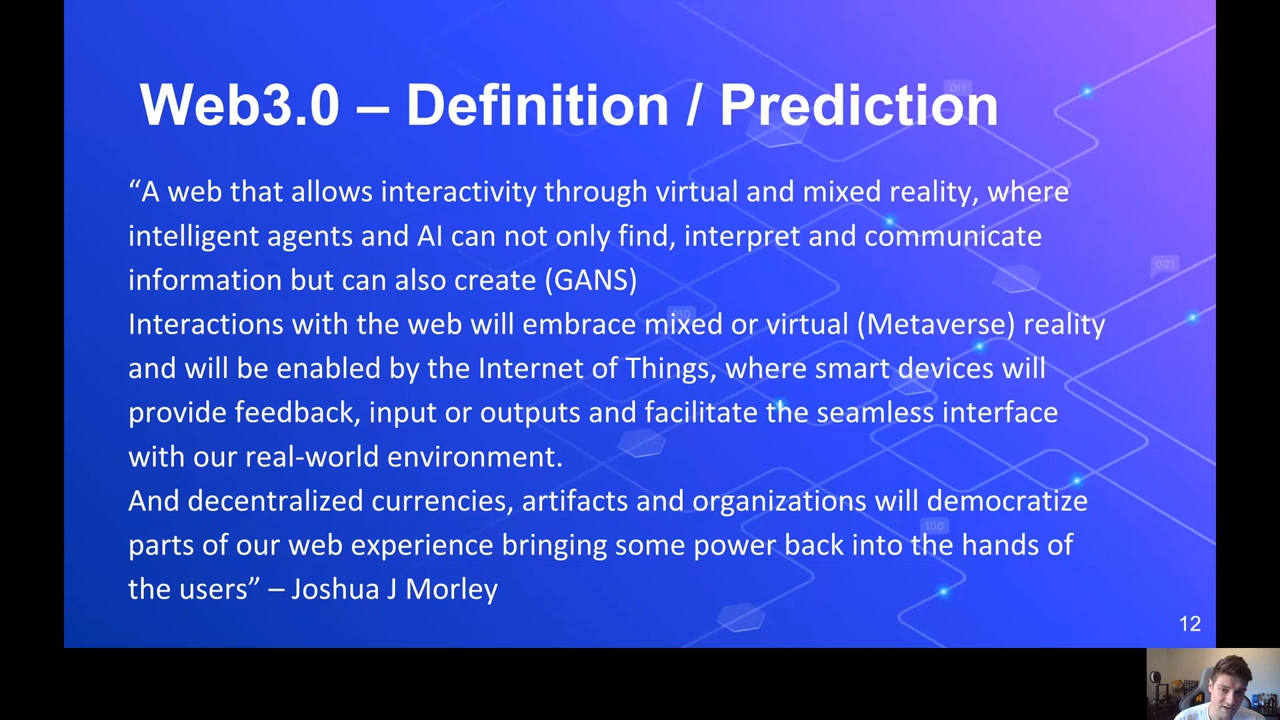 Web3.0 – Definition / Prediction
“A web that allows interactivity through virtual and mixed reality, where
intelligent agents and AI can not only find, interpret and communicate
information but can also create (GANS)
Interactions with the web will embrace mixed or virtual (Metaverse) reality
and will be enabled by the Internet of Things, where smart devices will
provide feedback, input or outputs and facilitate the seamless interface
with our real-world environment.
And decentralized currencies, artifacts and organizations will democratize
parts of our web experience bringing some power back into the hands of
the users” – Joshua J Morley
011
001
010
100
12